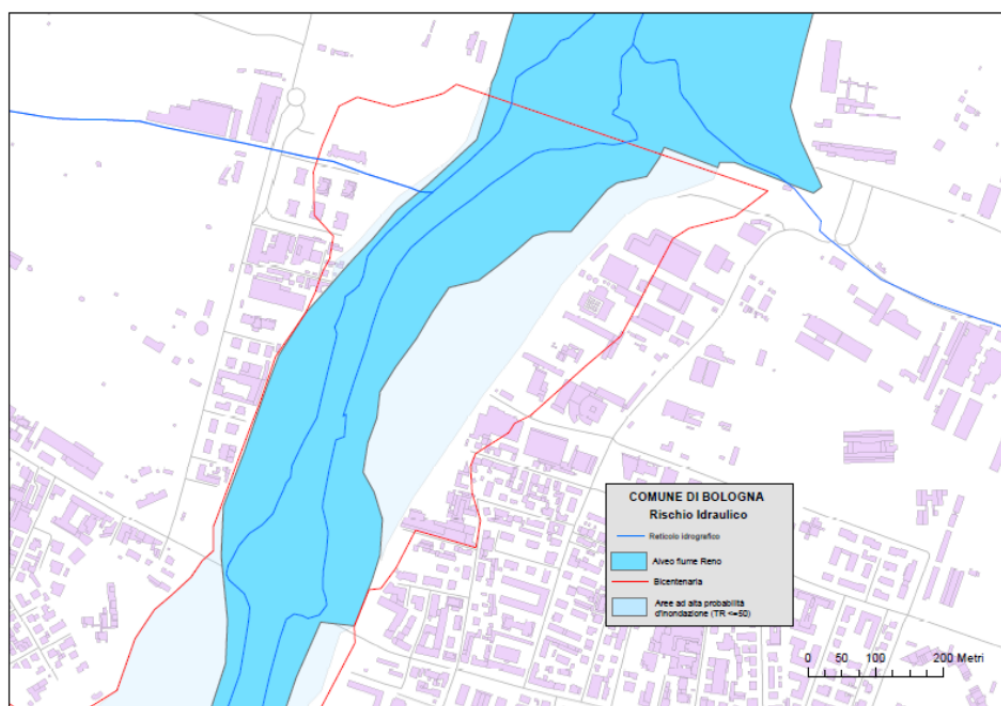 COMUNE DI BOLOGNA
Rischio Idraulico
Reticolo idrografico
Alveo fiume Reno
Bicentenaria
Aree ad alta probabilità
d'inondazione (TR <=50)
0 50 100 200 Metri